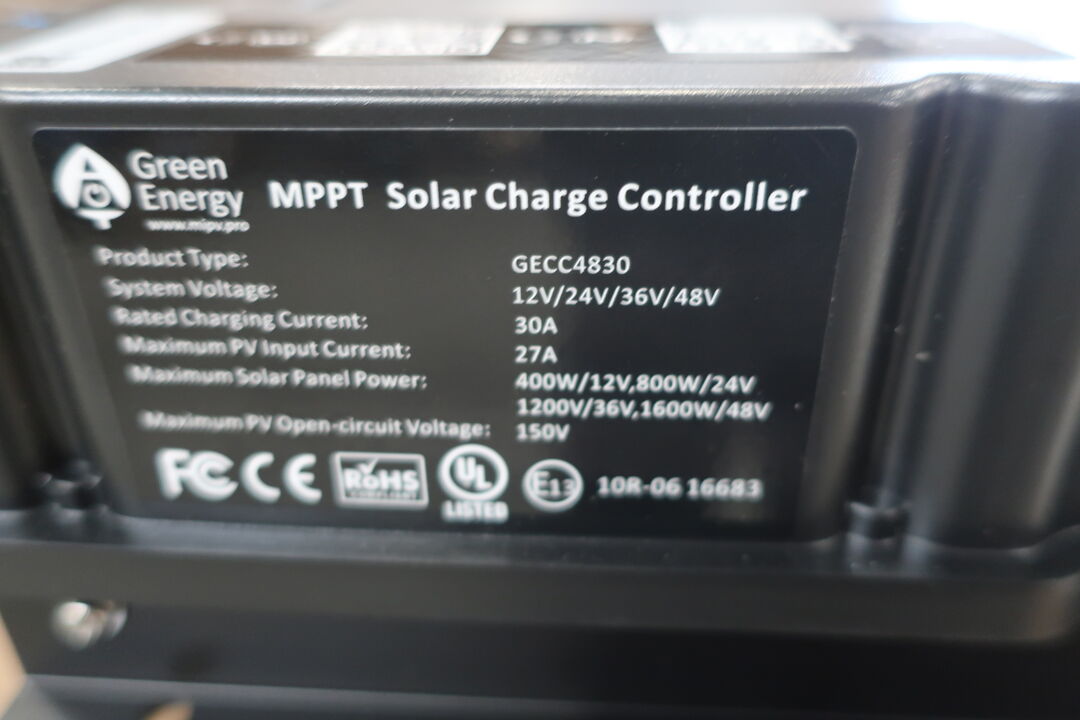 Green
Energy
www.mipv.pro
MPPT Solar Charge Controller
Product Type: GECC4830
System Voltage: 12V/24V/36V/48V
Rated Charging Current: 30A
Maximum PV Input Current: 27A
Maximum Solar Panel Power: 400W/12V,800W/24V
1200V/36V,1600W/48V
Maximum PV Open-circuit Voltage: 150V
FC CE RoHS COMPLIANT UL LISTED E13 10R-06 16683